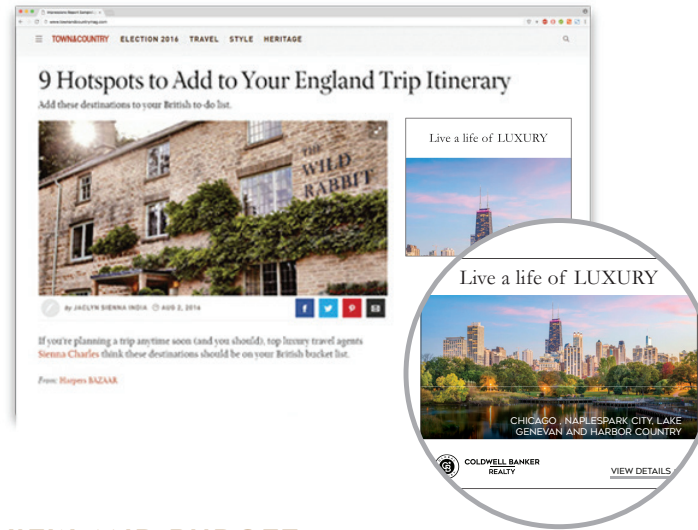 www.townandcountrymag.com
TOWN&COUNTRY ELECTION 2016 TRAVEL STYLE HERITAGE
9 Hotspots to Add to Your England Trip Itinerary
Add these destinations to your British to-do list.
THE
WILD
RABBIT
Live a life of LUXURY
by JACLYN SIENNA INDIA AUG 2, 2016
If you're planning a trip anytime soon (and you should), top luxury travel agents
Sienna Charles think these destinations should be on your British bucket list.
From: Harpers BAZAAR
Live a life of LUXURY
CHICAGO , NAPLESPARK CITY, LAKE
GENEVAN AND HARBOR COUNTRY
COLDWELL BANKER
REALTY
VIEW DETAILS